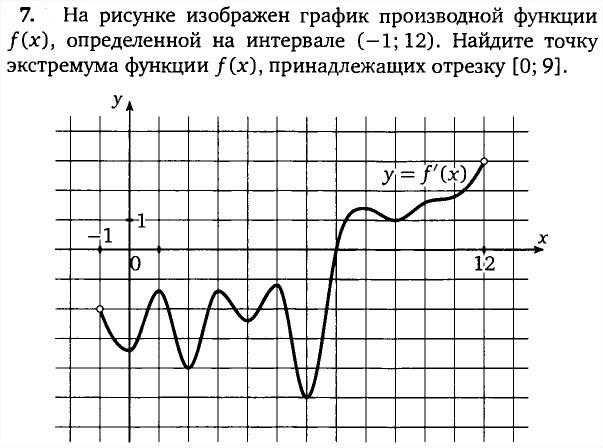 7. На рисунке изображен график производной функции
f(x), определенной на интервале (−1; 12). Найдите точку
экстремума функции f(x), принадлежащих отрезку [0; 9].
y
y = f′(x)
1
−1
x
0
12